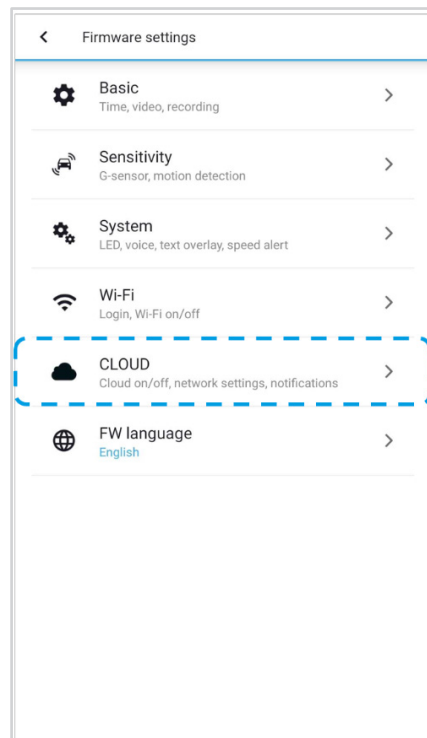 Firmware settings
Basic
Time, video, recording
Sensitivity
G-sensor, motion detection
System
LED, voice, text overlay, speed alert
Wi-Fi
Login, Wi-Fi on/off
CLOUD
Cloud on/off, network settings, notifications
FW language
English